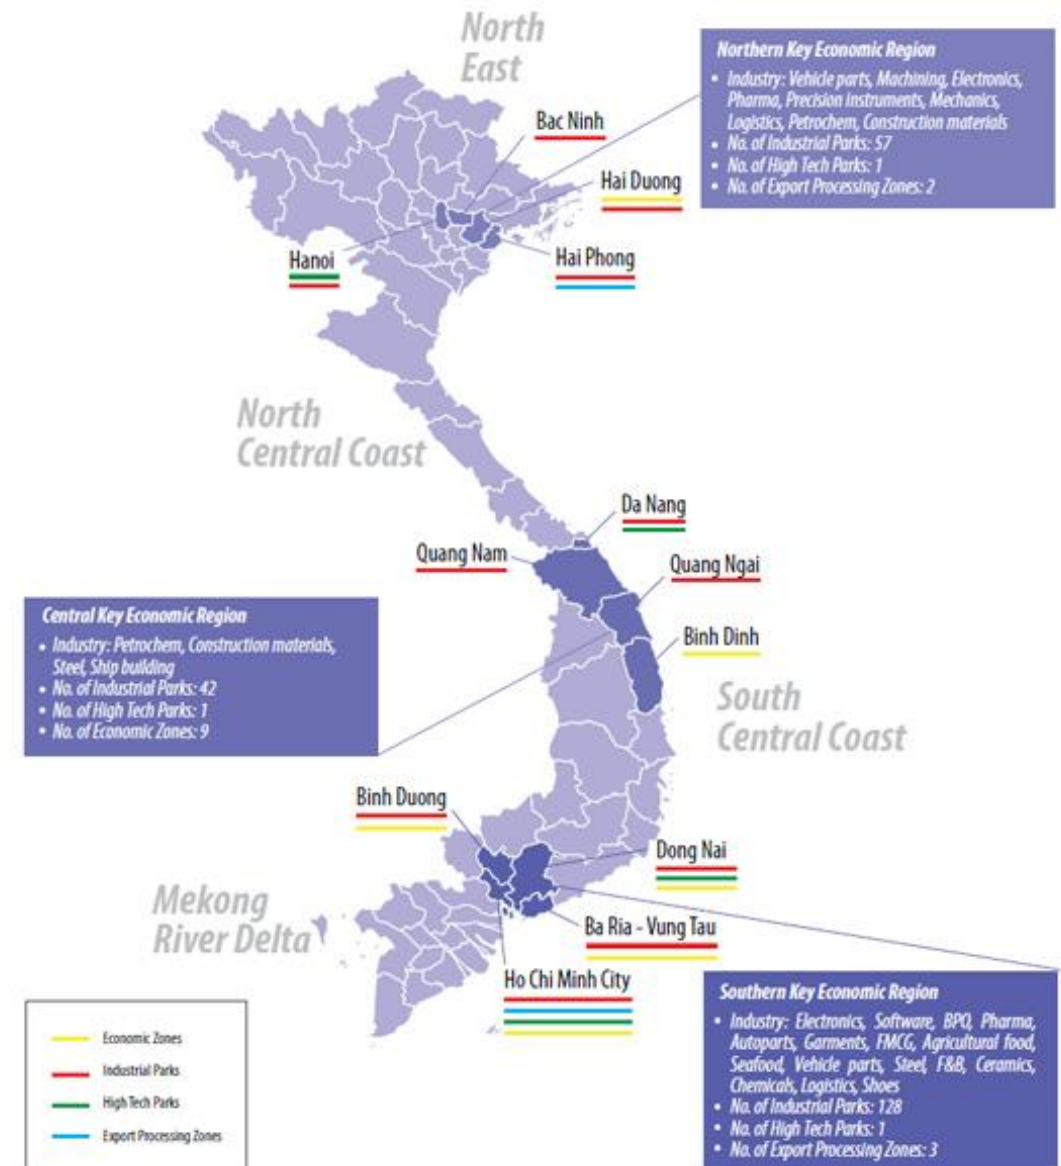 North
East
Northern Key Economic Region
• Industry: Vehicle parts, Machining, Electronics,
Pharma, Precision instruments, Mechanics,
Logistics, Petrochem, Construction materials
• No. of Industrial Parks: 57
• No. of High Tech Parks: 1
• No. of Export Processing Zones: 2
Bac Ninh
Hai Duong
Hanoi
Hai Phong
North
Central Coast
Da Nang
Quang Nam
Quang Ngai
Central Key Economic Region
• Industry: Petrochem, Construction materials,
Steel, Ship building
• No. of Industrial Parks: 42
• No. of High Tech Parks: 1
• No. of Economic Zones: 9
Binh Dinh
South
Central Coast
Binh Duong
Dong Nai
Mekong
River Delta
Ba Ria - Vung Tau
Ho Chi Minh City
Southern Key Economic Region
• Industry: Electronics, Software, BPO, Pharma,
Autoparts, Garments, FMCG, Agricultural food,
Seafood, Vehicle parts, Steel, F&B, Ceramics,
Chemicals, Logistics, Shoes
• No. of Industrial Parks: 128
• No. of High Tech Parks: 1
• No. of Export Processing Zones: 3
Economic Zones
Industrial Parks
High Tech Parks
Export Processing Zones